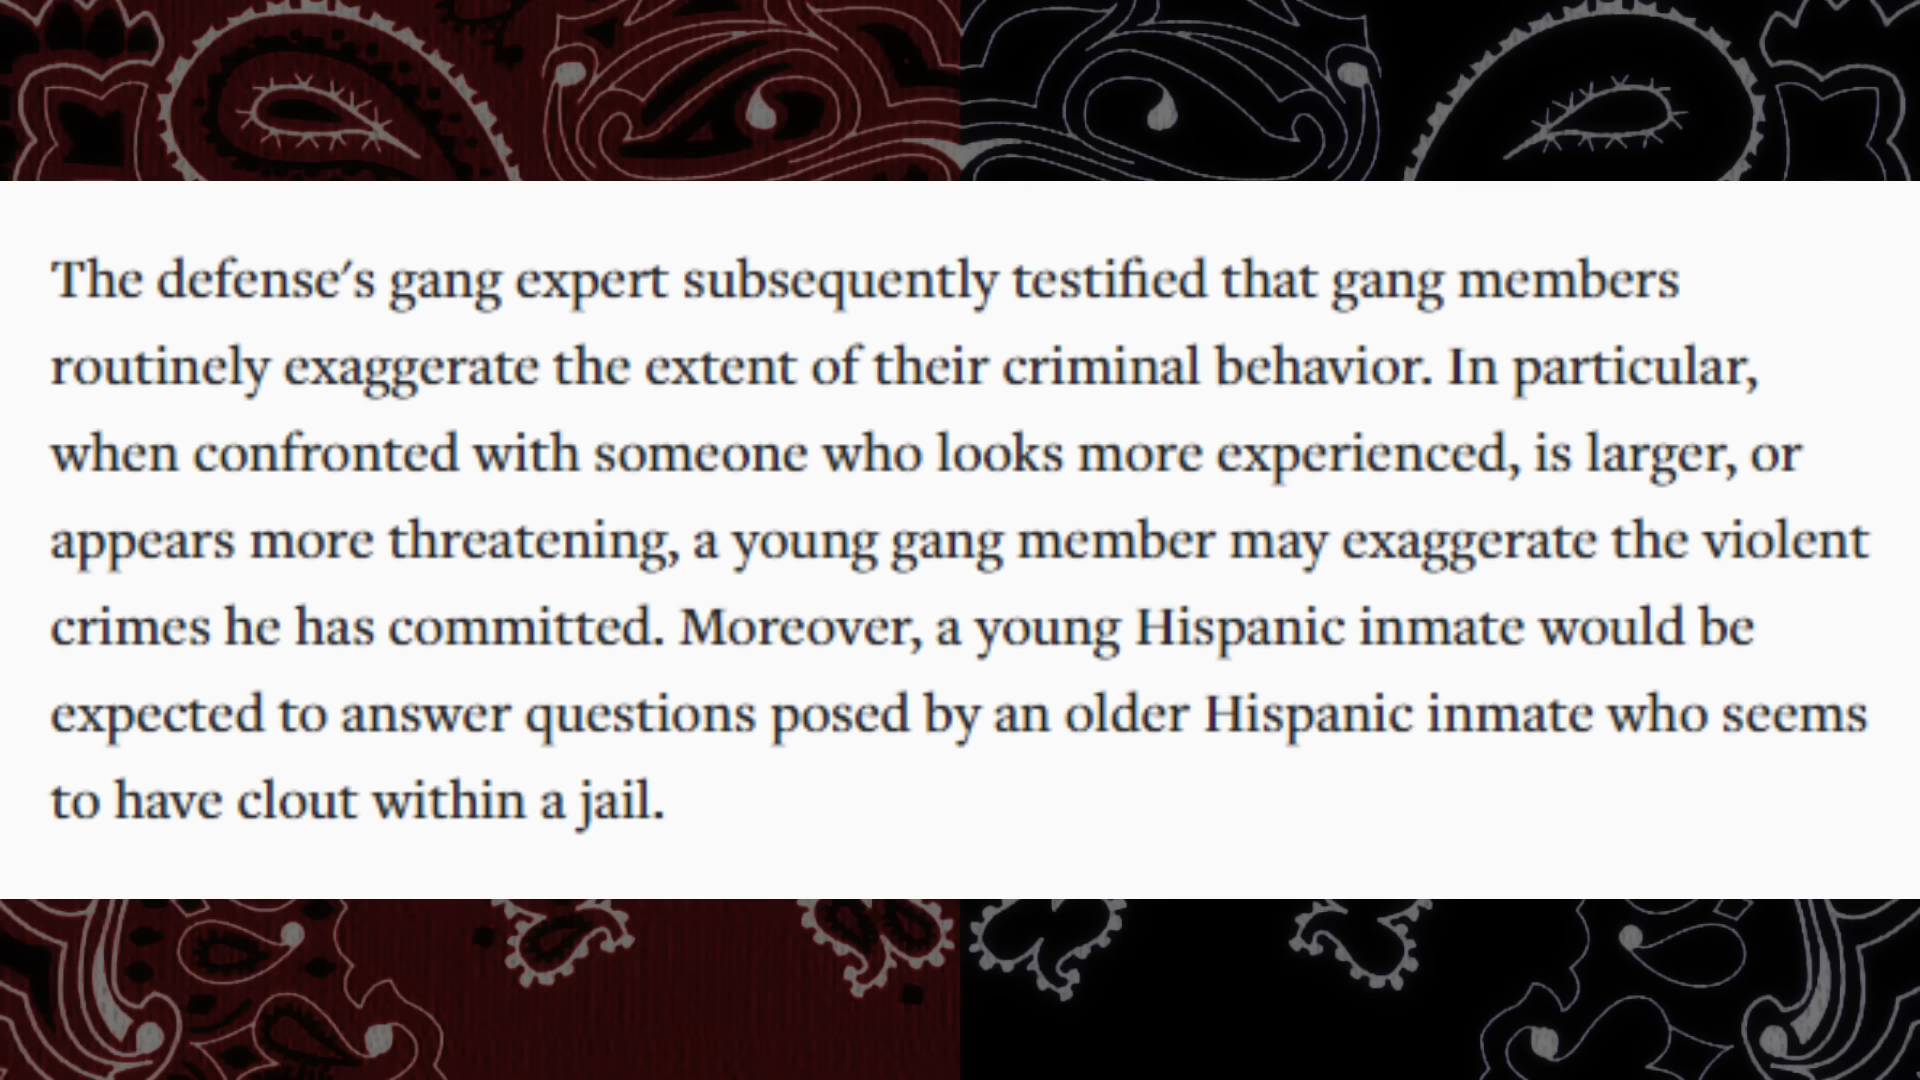 The defense's gang expert subsequently testified that gang members
routinely exaggerate the extent of their criminal behavior. In particular,
when confronted with someone who looks more experienced, is larger, or
appears more threatening, a young gang member may exaggerate the violent
crimes he has committed. Moreover, a young Hispanic inmate would be
expected to answer questions posed by an older Hispanic inmate who seems
to have clout within a jail.